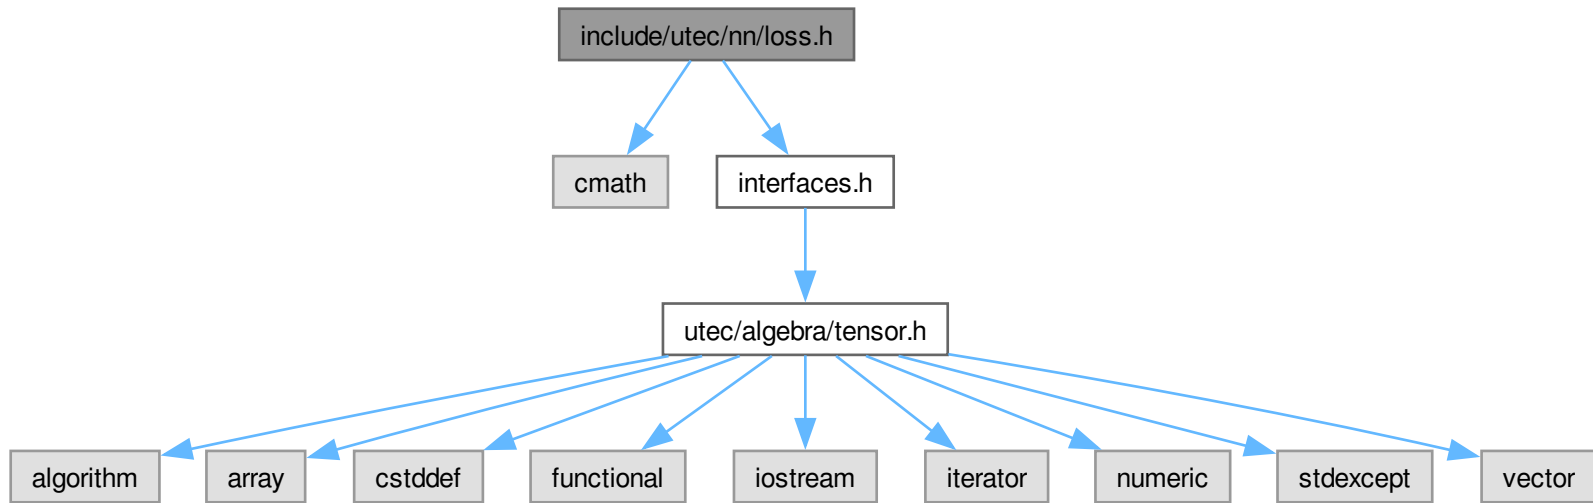 include/utec/nn/loss.h
cmath
interfaces.h
utec/algebra/tensor.h
algorithm
array
cstddef
functional
iostream
iterator
numeric
stdexcept
vector